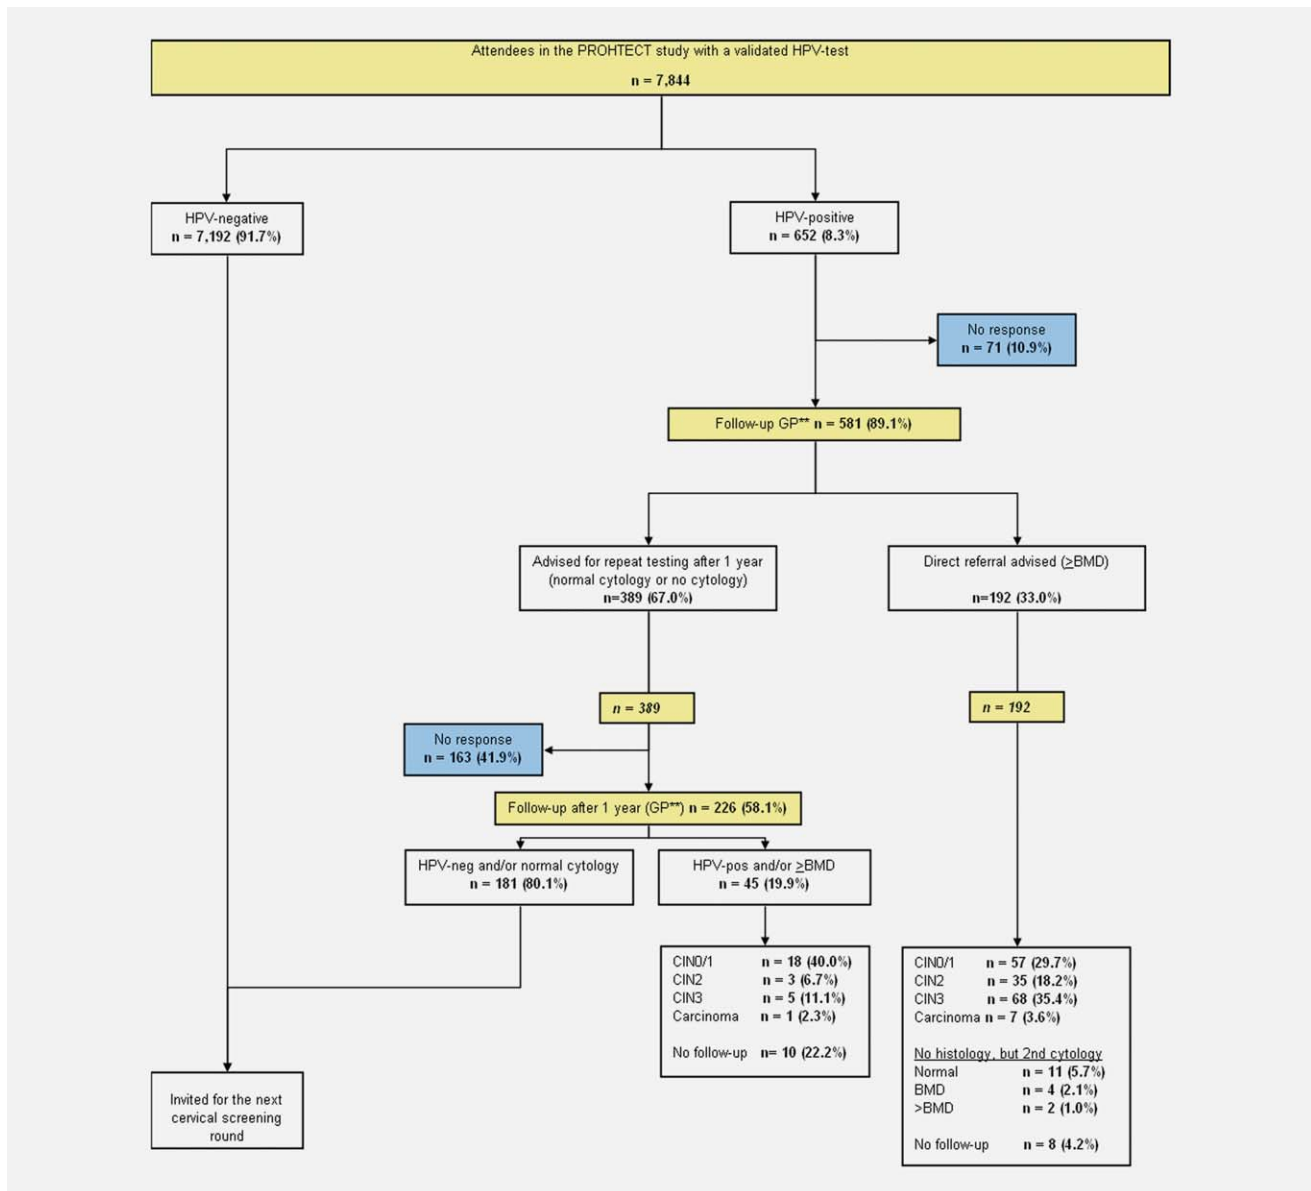 Attendees in the PROHTECT study with a validated HPV-test
n = 7,844
HPV-negative
n = 7,192 (91.7%)
HPV-positive
n = 652 (8.3%)
No response
n = 71 (10.9%)
Follow-up GP** n = 581 (89.1%)
Advised for repeat testing after 1 year
(normal cytology or no cytology)
n=389 (67.0%)
Direct referral advised (≥BMD)
n=192 (33.0%)
n = 389
n = 192
No response
n = 163 (41.9%)
Follow-up after 1 year (GP**) n = 226 (58.1%)
HPV-neg and/or normal cytology
n = 181 (80.1%)
HPV-pos and/or ≥BMD
n = 45 (19.9%)
CIN0/1 n = 18 (40.0%)
CIN2 n = 3 (6.7%)
CIN3 n = 5 (11.1%)
Carcinoma n = 1 (2.3%)
No follow-up n= 10 (22.2%)
CIN0/1 n = 57 (29.7%)
CIN2 n = 35 (18.2%)
CIN3 n = 68 (35.4%)
Carcinoma n = 7 (3.6%)
No histology, but 2nd cytology
Normal n = 11 (5.7%)
BMD n = 4 (2.1%)
>BMD n = 2 (1.0%)
No follow-up n = 8 (4.2%)
Invited for the next
cervical screening
round